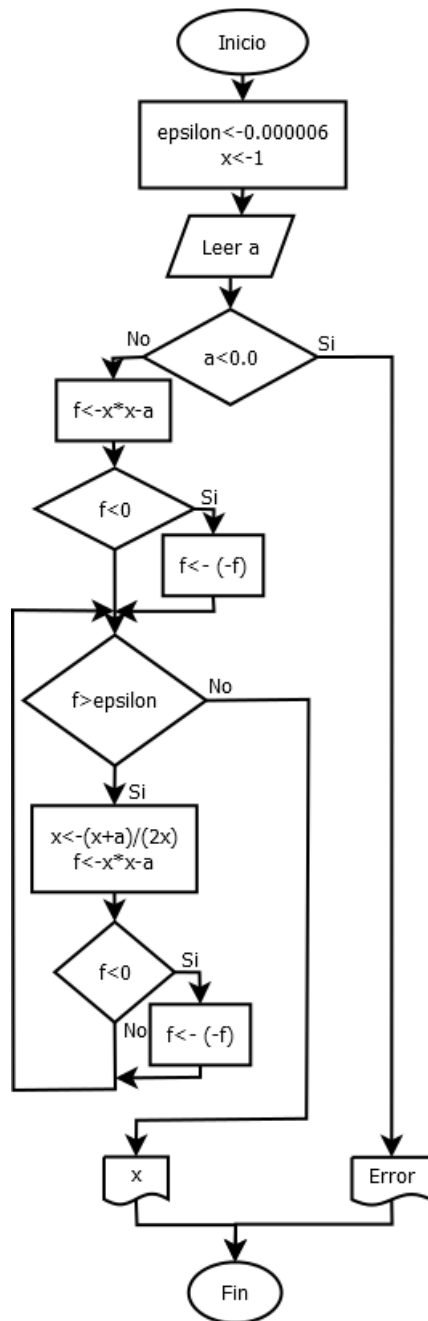 Inicio
epsilon<-0.000006
x<-1
Leer a
No
a<0.0
Si
f<-x*x-a
f<0
Si
f<- (-f)
f>epsilon
No
Si
x<-(x+a)/(2x)
f<-x*x-a
f<0
Si
No
f<- (-f)
x
Error
Fin